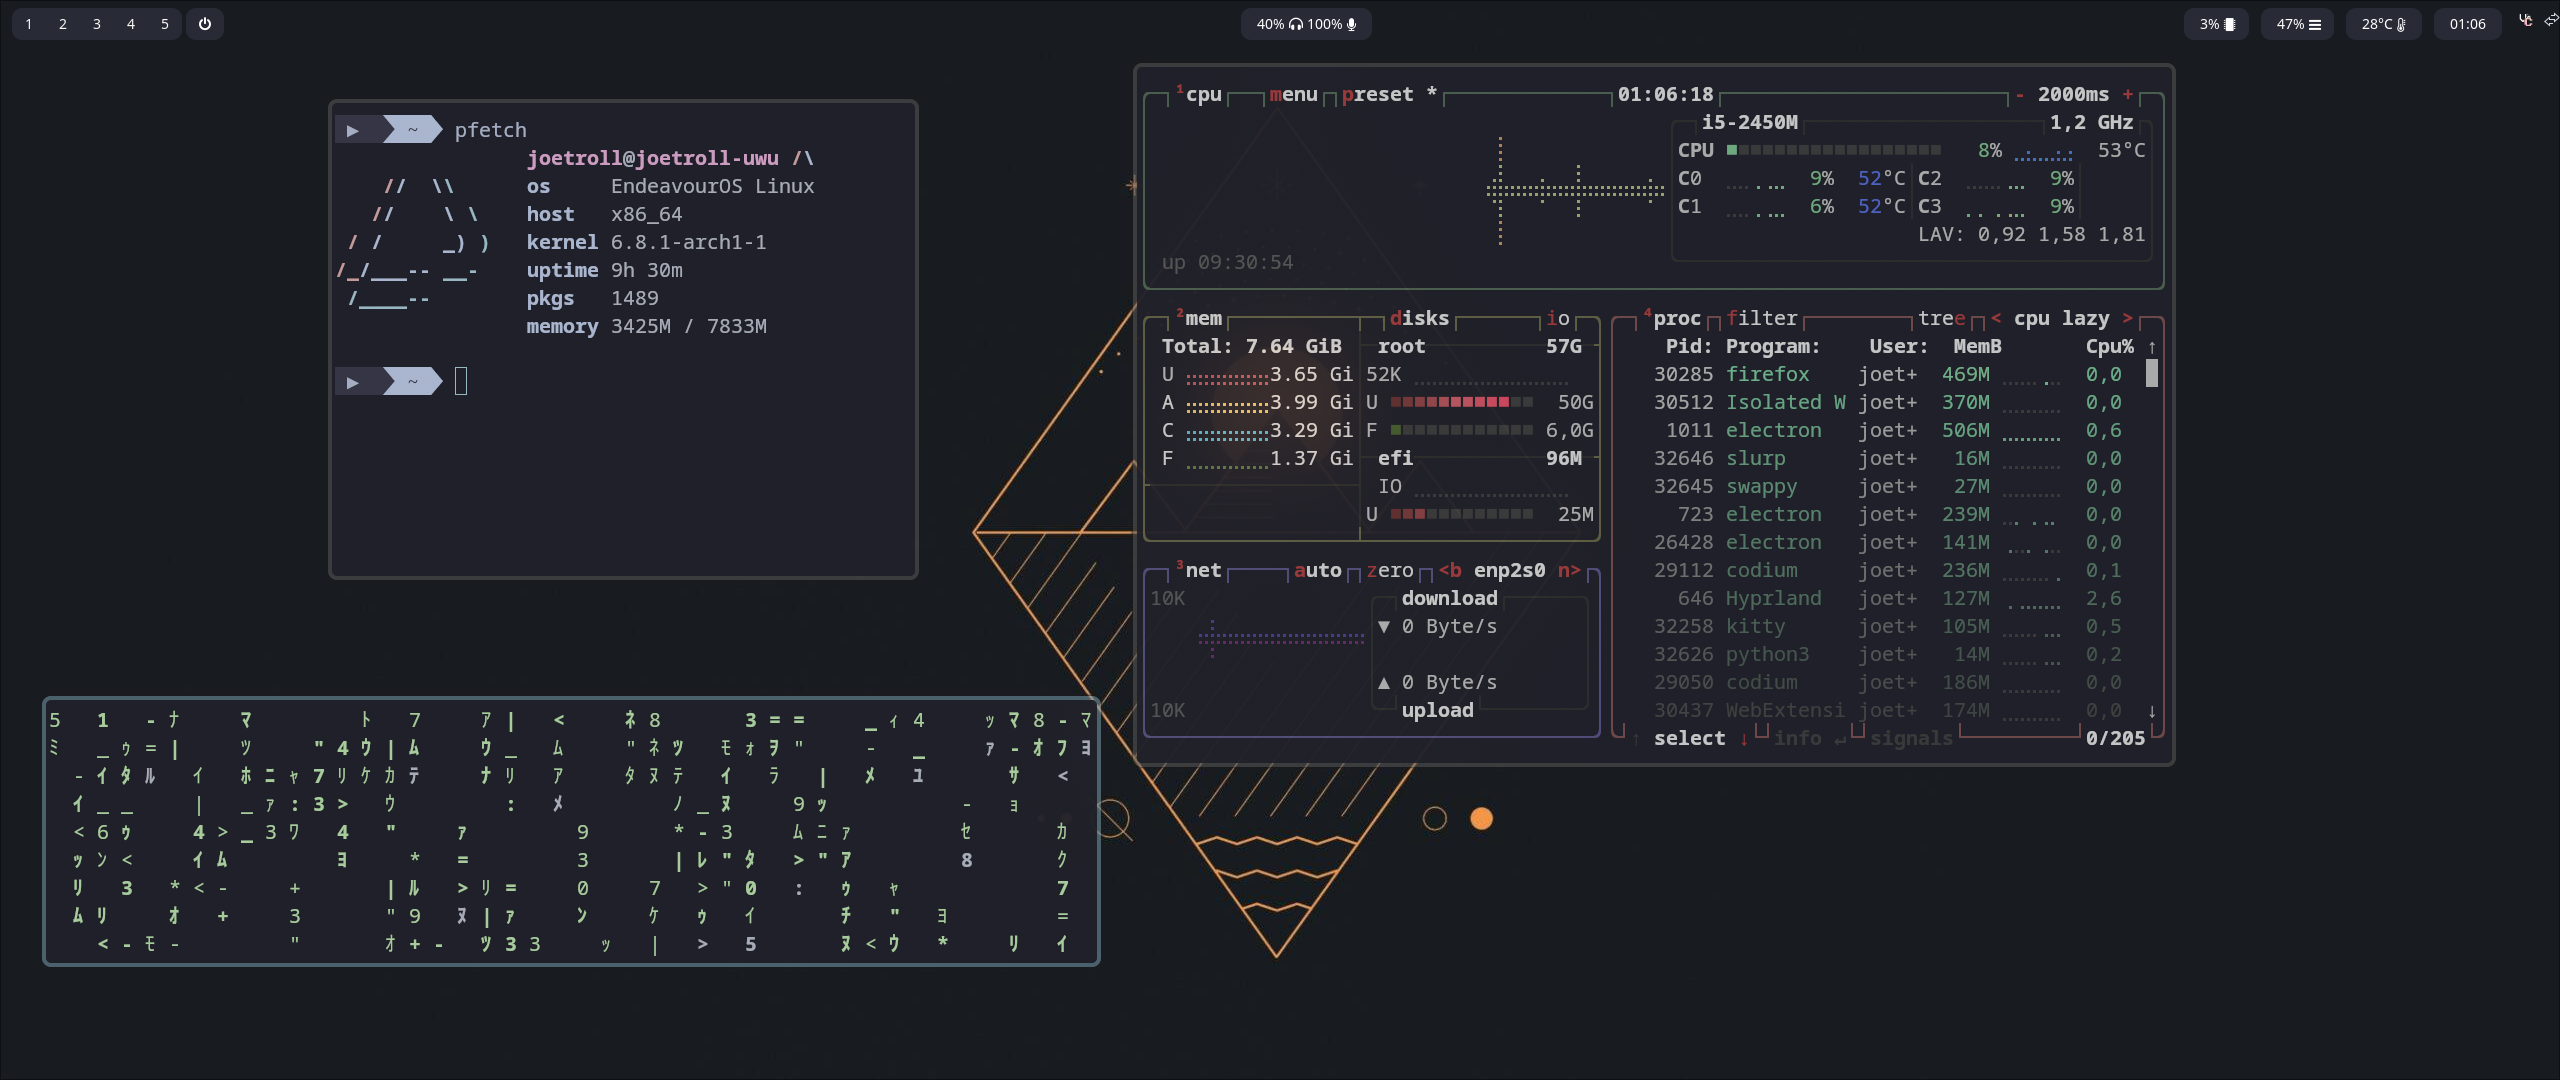 1 2 3 4 5
40% 100%
3% 47% 28°C 01:06
▶ ~ pfetch
joetroll@joetroll-uwu
os EndeavourOS Linux
host x86_64
kernel 6.8.1-arch1-1
uptime 9h 30m
pkgs 1489
memory 3425M / 7833M
▶ ~
1cpu menu preset * 01:06:18 - 2000ms +
i5-2450M 1,2 GHz
CPU 8% 53°C
C0 9% 52°C C2 9%
C1 6% 52°C C3 9%
LAV: 0,92 1,58 1,81
up 09:30:54
2mem disks io
Total: 7.64 GiB root 57G
U 3.65 Gi 52K
A 3.99 Gi U 50G
C 3.29 Gi F 6,0G
F 1.37 Gi efi 96M
IO
U 25M
3net auto zero <b enp2s0 n>
10K download
▼ 0 Byte/s
▲ 0 Byte/s
10K upload
4proc filter tree < cpu lazy >
Pid: Program: User: MemB Cpu% ↑
30285 firefox joet+ 469M 0,0
30512 Isolated W joet+ 370M 0,0
1011 electron joet+ 506M 0,6
32646 slurp joet+ 16M 0,0
32645 swappy joet+ 27M 0,0
723 electron joet+ 239M 0,0
26428 electron joet+ 141M 0,0
29112 codium joet+ 236M 0,1
646 Hyprland joet+ 127M 2,6
32258 kitty joet+ 105M 0,5
32626 python3 joet+ 14M 0,2
29050 codium joet+ 186M 0,0
30437 WebExtensi joet+ 174M 0,0 ↓
↑ select ↓ info ↵ signals 0/205
5 1 - ナ マ ト 7 ア | < ネ 8 3 = = _ ィ 4 ッ マ 8 - マ
ミ _ ゥ = | ツ " 4 ウ | ム ウ _ ム " ネ ツ モ ォ ヲ " - _ ァ - オ フ ヨ
- イ タ ル イ ホ ニ ャ 7 リ ケ カ テ ナ リ ア タ ヌ テ イ ラ | メ ユ サ <
イ _ _ | _ ァ : 3 > ウ : メ ノ _ ヌ 9 ッ - ョ
< 6 ゥ 4 > _ 3 ワ 4 " ァ 9 * - 3 ム ニ ァ セ カ
ッ ン < イ ム ヨ * = 3 | レ " タ > " ア 8 ク
リ 3 * < - + | ル > リ = 0 7 > " 0 : ゥ ャ 7
ム リ オ + 3 " 9 ヌ | ァ ン ケ ゥ イ チ " ヨ =
< - モ - " オ + - ツ 3 3 ッ | > 5 ヌ < ウ * リ イ